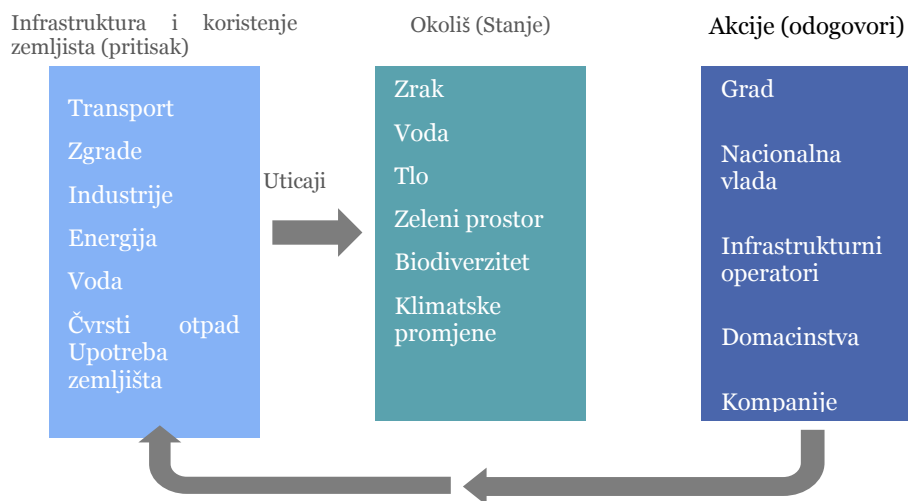 Infrastruktura i koristenje
zemljista (pritisak)
Transport
Zgrade
Industrije
Energija
Voda
Čvrsti otpad
Upotreba
zemljišta
Uticaji
Okoliš (Stanje)
Zrak
Voda
Tlo
Zeleni prostor
Biodiverzitet
Klimatske
promjene
Akcije (odogovori)
Grad
Nacionalna
vlada
Infrastrukturni
operatori
Domacinstva
Kompanije